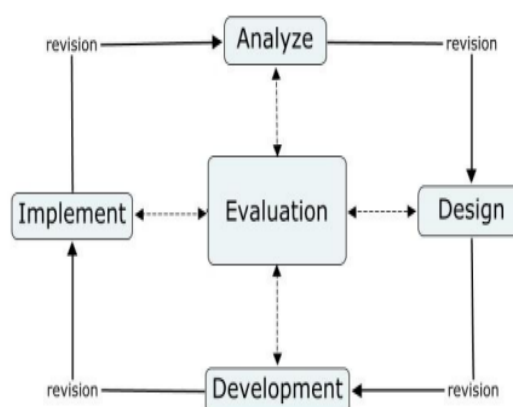 revision
Analyze
revision
Implement
Evaluation
Design
revision
Development
revision